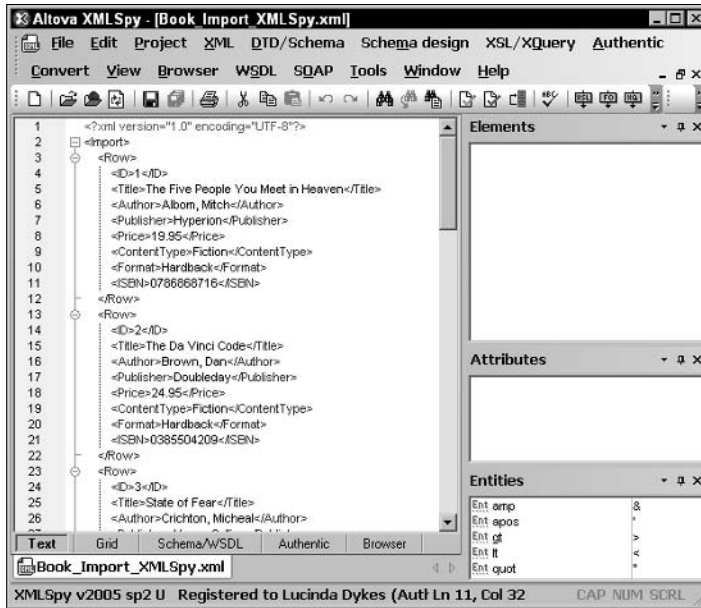 Altova XMLSpy - [Book_Import_XMLSpy.xml]
File Edit Project XML DTD/Schema Schema design XSL/XQuery Authentic
Convert View Browser WSDL SOAP Tools Window Help
1 <?xml version="1.0" encoding="UTF-8"?>
2 <Import>
3 <Row>
4 <ID>1</ID>
5 <Title>The Five People You Meet in Heaven</Title>
6 <Author>Albom, Mitch</Author>
7 <Publisher>Hyperion</Publisher>
8 <Price>19.95</Price>
9 <ContentType>Fiction</ContentType>
10 <Format>Hardback</Format>
11 <ISBN>0786868716</ISBN>
12 </Row>
13 <Row>
14 <ID>2</ID>
15 <Title>The Da Vinci Code</Title>
16 <Author>Brown, Dan</Author>
17 <Publisher>Doubleday</Publisher>
18 <Price>24.95</Price>
19 <ContentType>Fiction</ContentType>
20 <Format>Hardback</Format>
21 <ISBN>0385504209</ISBN>
22 </Row>
23 <Row>
24 <ID>3</ID>
25 <Title>State of Fear</Title>
26 <Author>Crichton, Micheal</Author>
Elements
Attributes
Entities
Ent amp &
Ent apos '
Ent gt >
Ent lt <
Ent quot "
Text Grid Schema/WSDL Authentic Browser
Book_Import_XMLSpy.xml
XMLSpy v2005 sp2 U Registered to Lucinda Dykes (Autl Ln 11, Col 32 CAP NUM SCRL